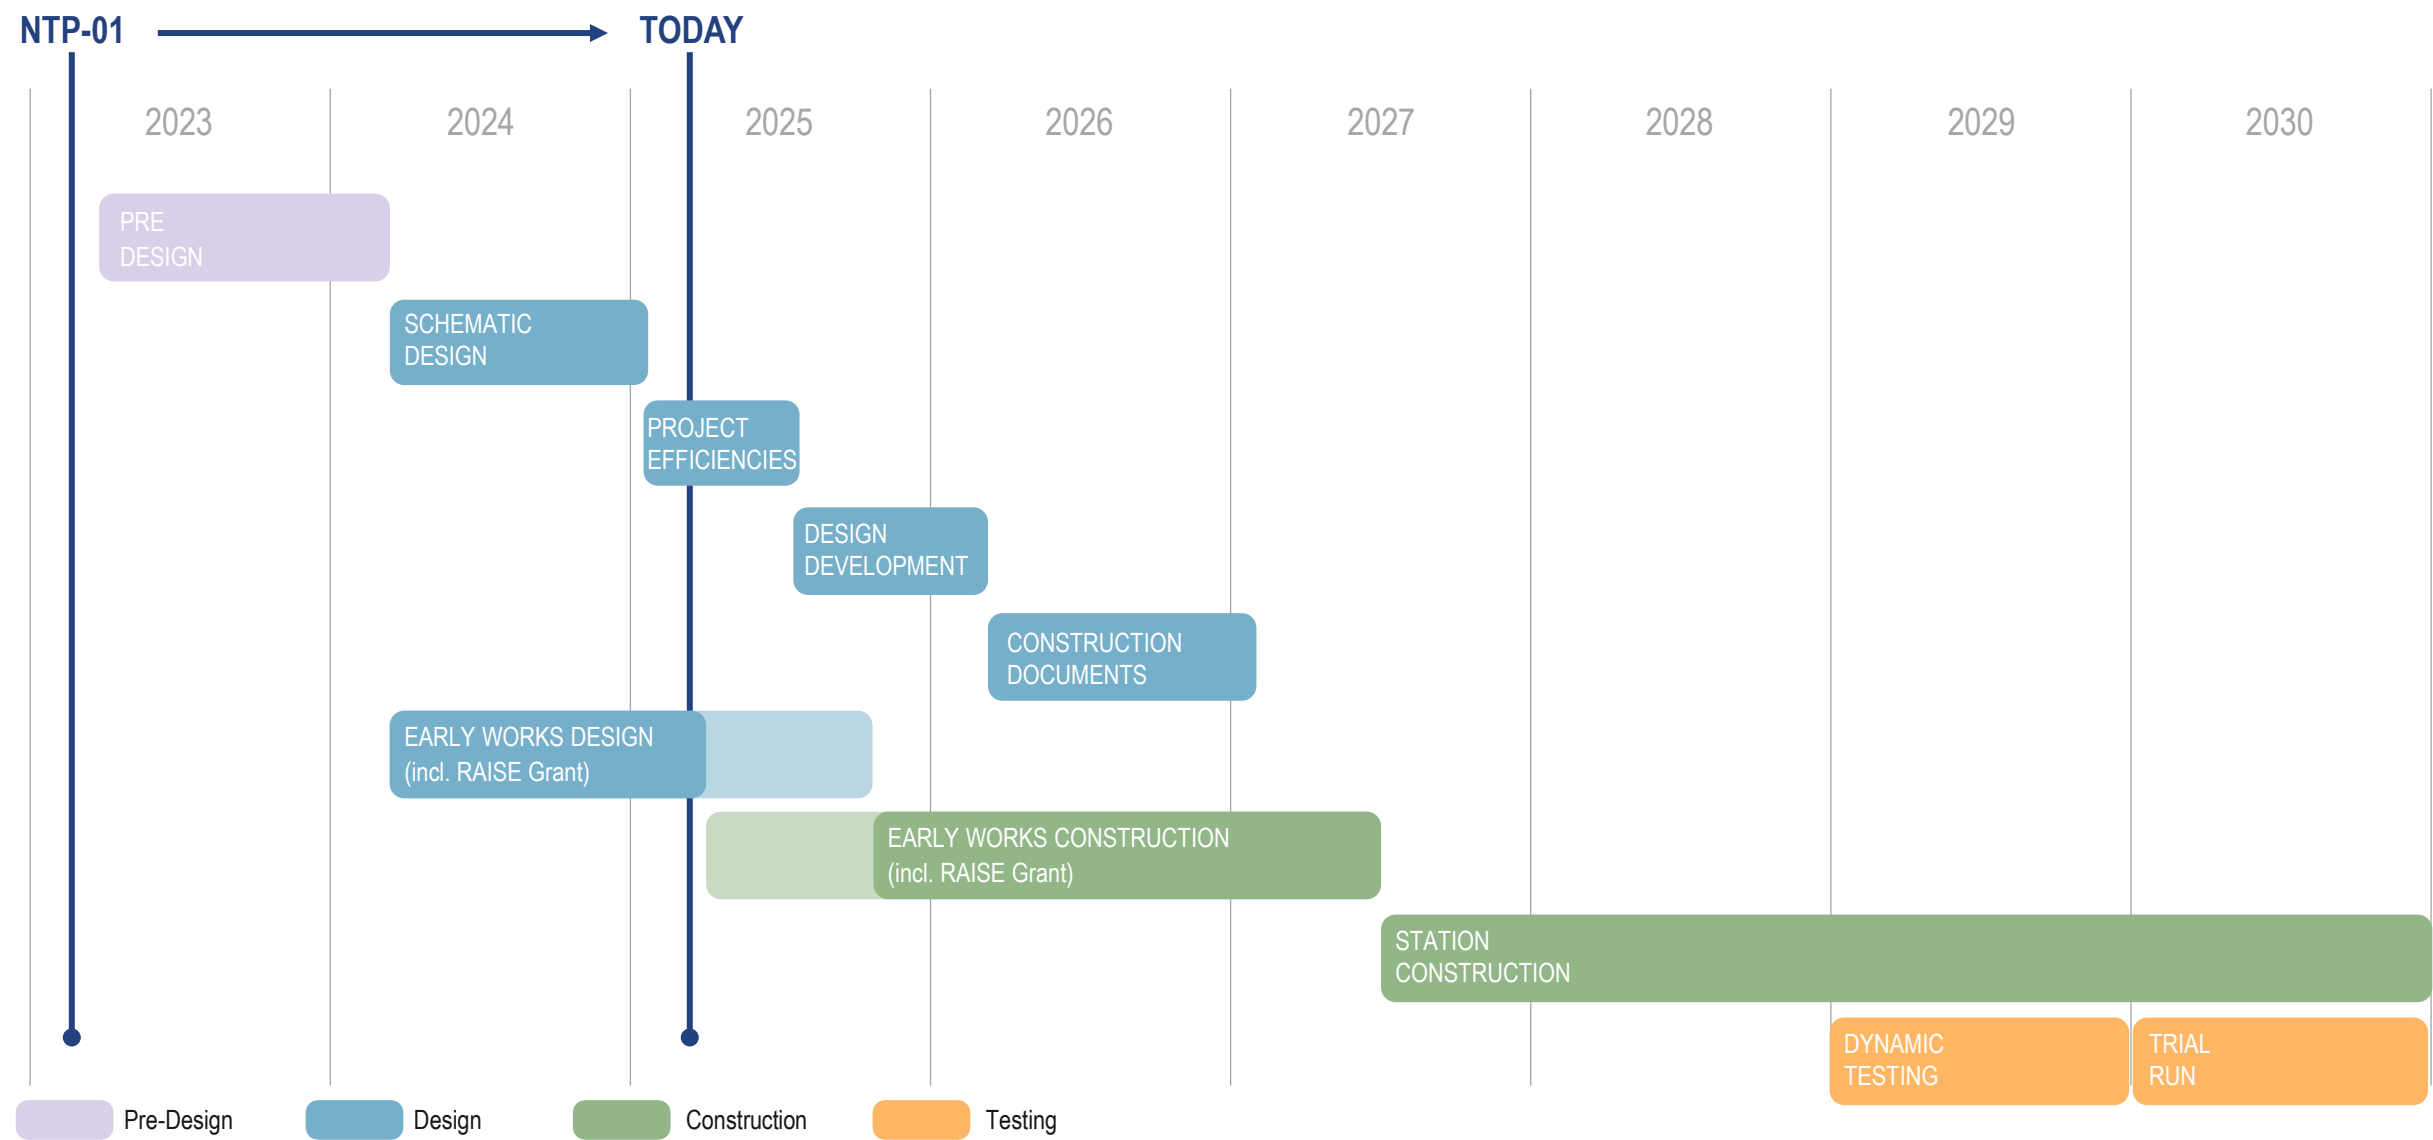 NTP-01
TODAY
2023
2024
2025
2026
2027
2028
2029
2030
PRE
DESIGN
SCHEMATIC
DESIGN
PROJECT
EFFICIENCIES
DESIGN
DEVELOPMENT
CONSTRUCTION
DOCUMENTS
EARLY WORKS DESIGN
(incl. RAISE Grant)
EARLY WORKS CONSTRUCTION
(incl. RAISE Grant)
STATION
CONSTRUCTION
DYNAMIC
TESTING
TRIAL
RUN
Pre-Design
Design
Construction
Testing